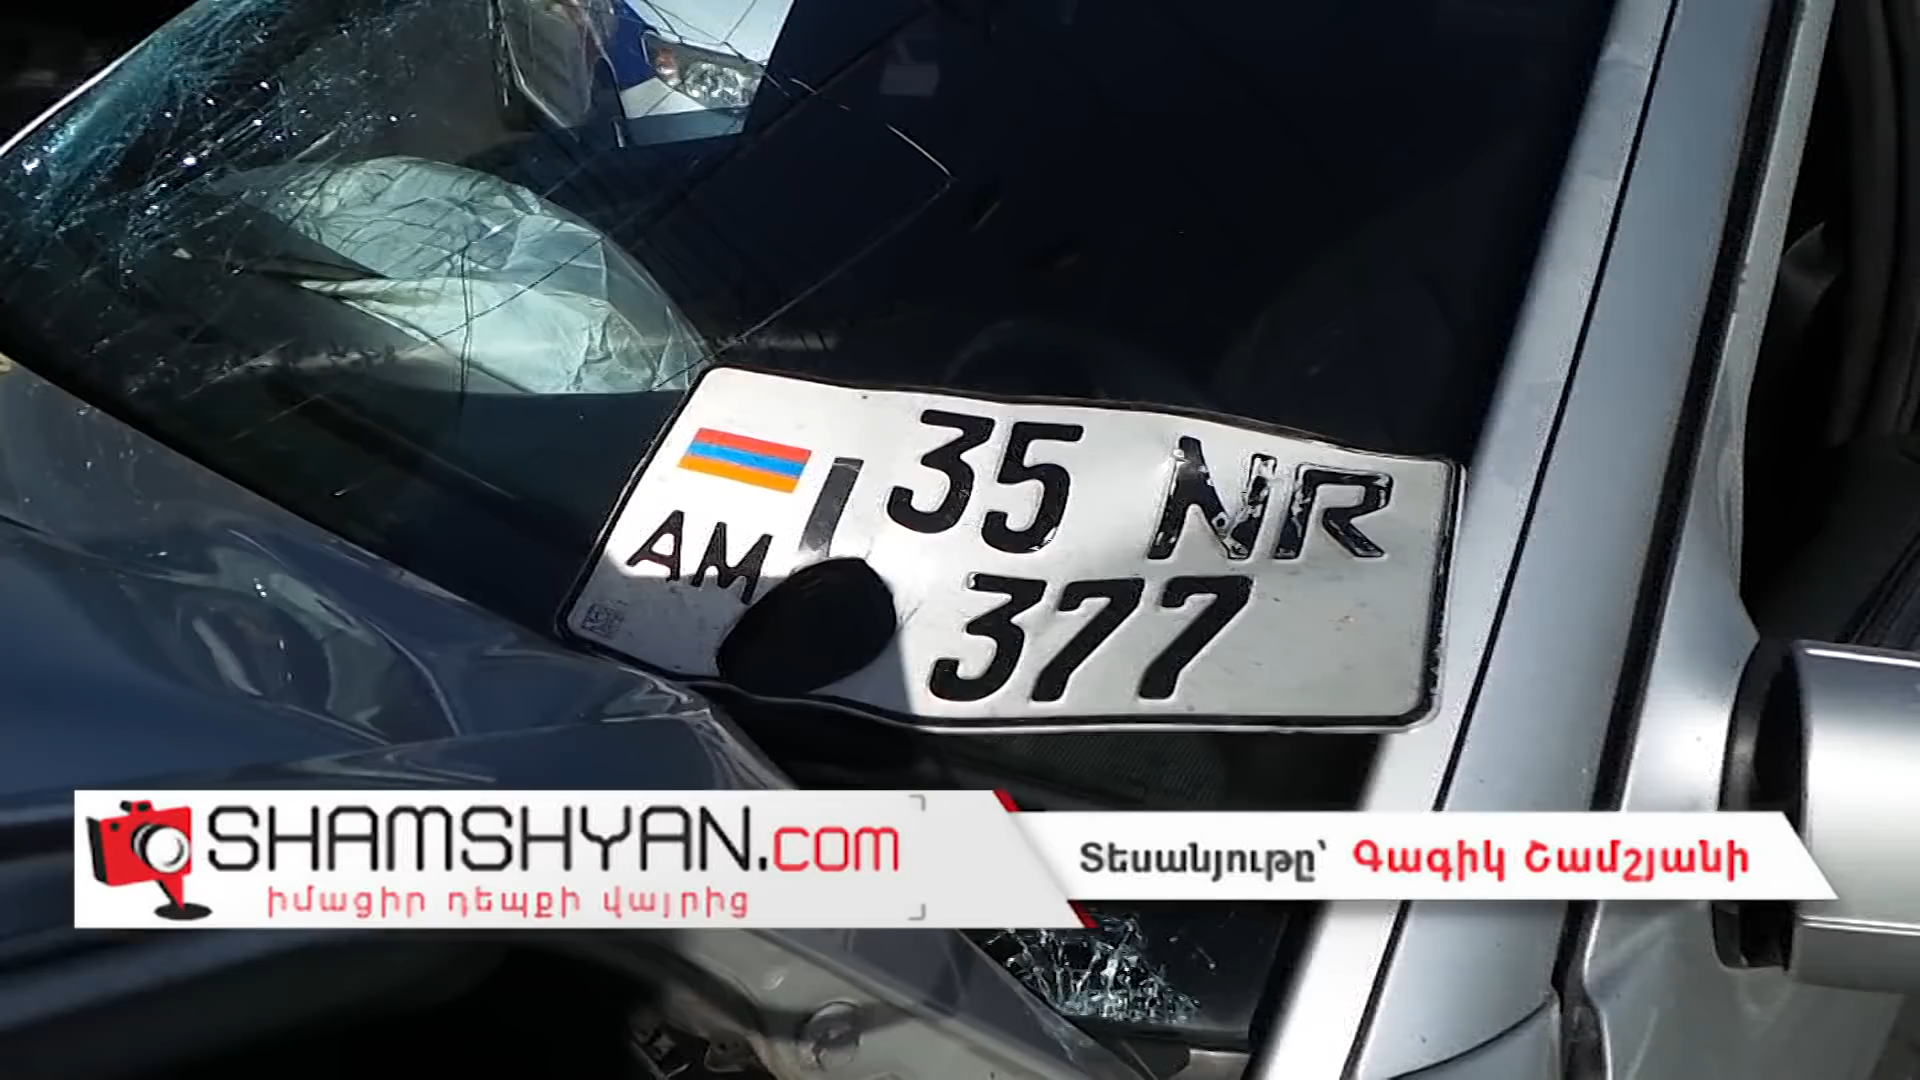 35 NR
AM
377
SHAMSHYAN.com
իմացիր դեպքի վայրից
Տեսանյութը՝ Գագիկ Շամշյանի